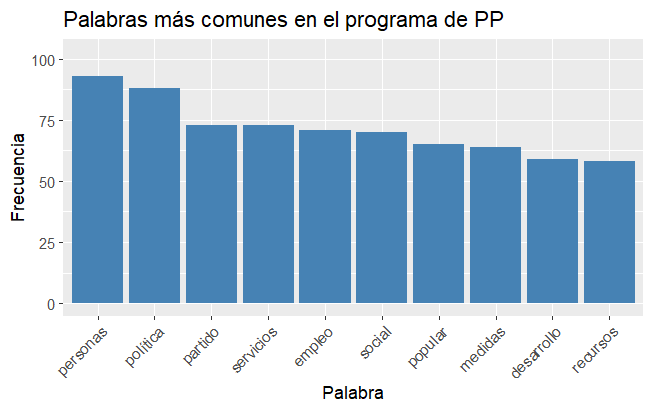 Palabras más comunes en el programa de PP
Frecuencia
100
75
50
25
0
personas
política
partido
servicios
empleo
social
popular
medidas
desarrollo
recursos
Palabra